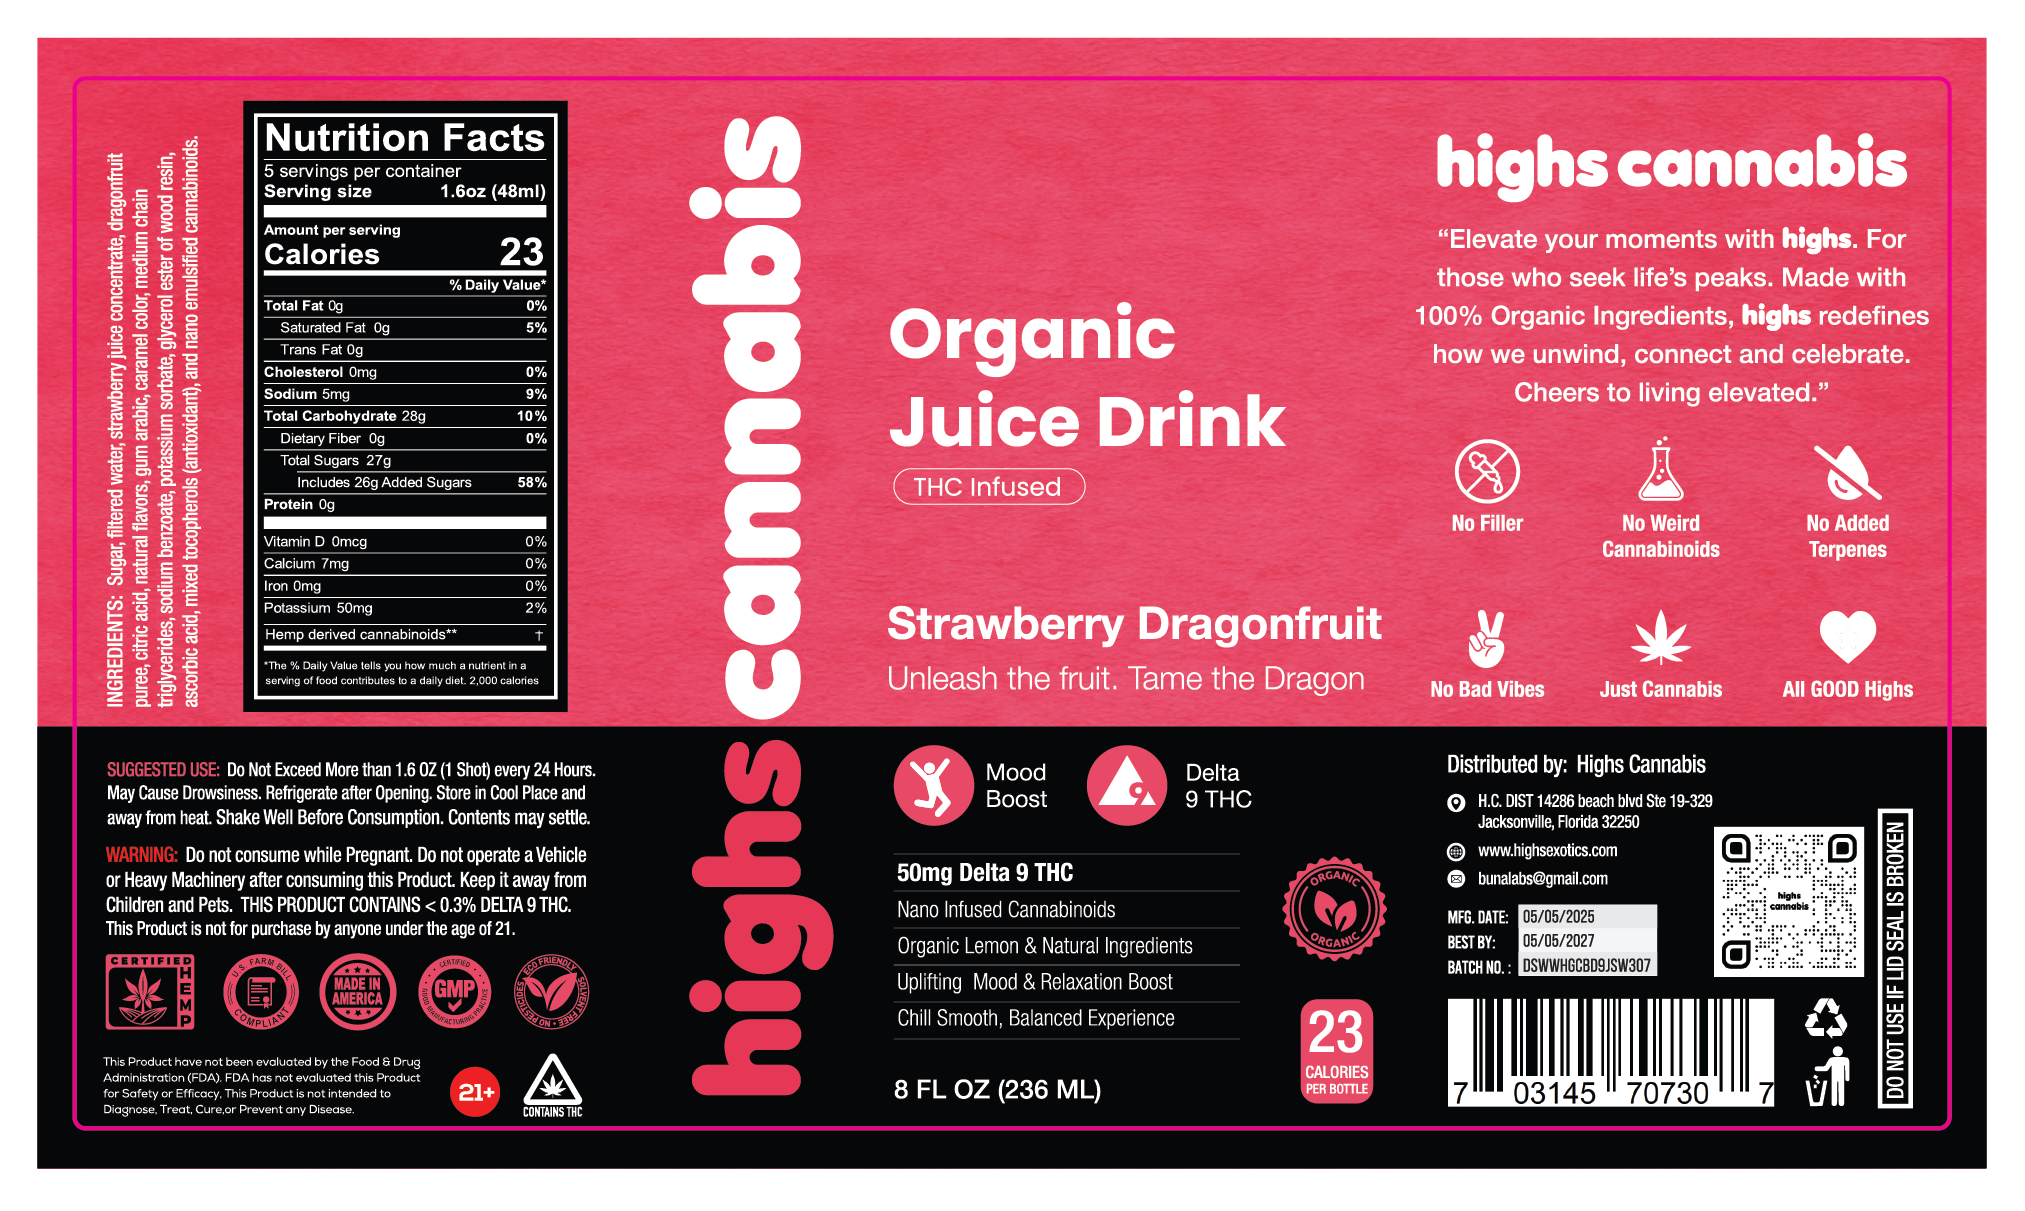 INGREDIENTS: Sugar, filtered water, strawberry juice concentrate, dragonfruit
puree, citric acid, natural flavors, gum arabic, caramel color, medium chain
triglycerides, sodium benzoate, potassium sorbate, glycerol ester of wood resin,
ascorbic acid, mixed tocopherols (antioxidant), and nano emulsified cannabinoids.
Nutrition Facts
5 servings per container
Serving size 1.6oz (48ml)
Amount per serving
Calories 23
% Daily Value*
Total Fat 0g 0%
Saturated Fat 0g 5%
Trans Fat 0g
Cholesterol 0mg 0%
Sodium 5mg 9%
Total Carbohydrate 28g 10%
Dietary Fiber 0g 0%
Total Sugars 27g
Includes 26g Added Sugars 58%
Protein 0g
Vitamin D 0mcg 0%
Calcium 7mg 0%
Iron 0mg 0%
Potassium 50mg 2%
Hemp derived cannabinoids** †
*The % Daily Value tells you how much a nutrient in a
serving of food contributes to a daily diet. 2,000 calories
SUGGESTED USE: Do Not Exceed More than 1.6 OZ (1 Shot) every 24 Hours.
May Cause Drowsiness. Refrigerate after Opening. Store in Cool Place and
away from heat. Shake Well Before Consumption. Contents may settle.
WARNING: Do not consume while Pregnant. Do not operate a Vehicle
or Heavy Machinery after consuming this Product. Keep it away from
Children and Pets. THIS PRODUCT CONTAINS < 0.3% DELTA 9 THC.
This Product is not for purchase by anyone under the age of 21.
CERTIFIED
HEMP
U.S. FARM BILL
COMPLIANT
MADE IN
AMERICA
CERTIFIED
GMP
GOOD MANUFACTURING PRACTICE
ECO FRIENDLY
SOLVENT FREE
NO PESTICIDES
This Product have not been evaluated by the Food & Drug
Administration (FDA). FDA has not evaluated this Product
for Safety or Efficacy, This Product is not intended to
Diagnose, Treat, Cure,or Prevent any Disease.
21+
CONTAINS THC
highs cannabis
Organic
Juice Drink
THC Infused
Strawberry Dragonfruit
Unleash the fruit. Tame the Dragon
Mood
Boost
Delta
9 THC
9
50mg Delta 9 THC
Nano Infused Cannabinoids
Organic Lemon & Natural Ingredients
Uplifting Mood & Relaxation Boost
Chill Smooth, Balanced Experience
8 FL OZ (236 ML)
ORGANIC
ORGANIC
23
CALORIES
PER BOTTLE
highs cannabis
“Elevate your moments with highs. For
those who seek life’s peaks. Made with
100% Organic Ingredients, highs redefines
how we unwind, connect and celebrate.
Cheers to living elevated.”
No Filler
No Weird
Cannabinoids
No Added
Terpenes
No Bad Vibes
Just Cannabis
All GOOD Highs
Distributed by: Highs Cannabis
H.C. DIST 14286 beach blvd Ste 19-329
Jacksonville, Florida 32250
www.highsexotics.com
bunalabs@gmail.com
MFG. DATE: 05/05/2025
BEST BY: 05/05/2027
BATCH NO. : DSWWHGCBD9JSW307
highs
cannabis
7 03145 70730 7
DO NOT USE IF LID SEAL IS BROKEN